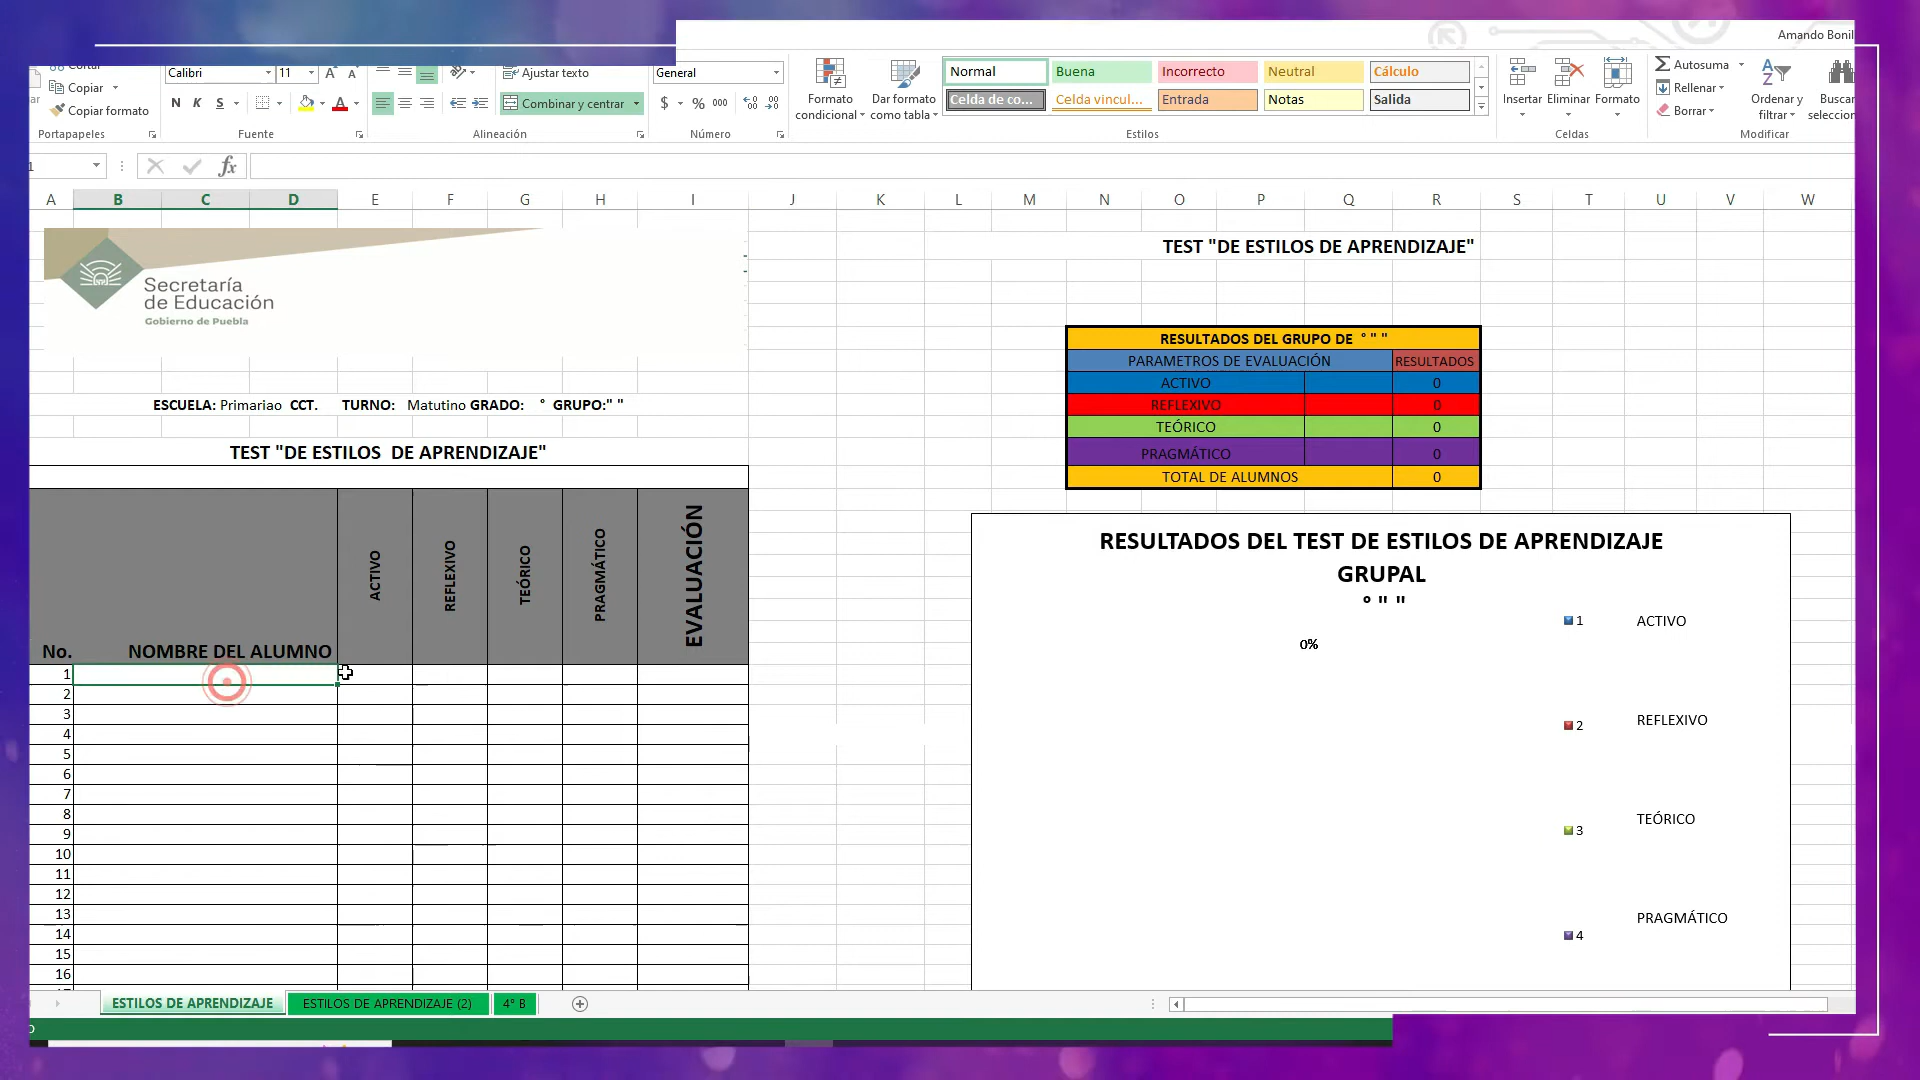 Amando Bonil
Cortar
Copiar
Copiar formato
Portapapeles
Calibri 11
N K S
Fuente
Ajustar texto
Combinar y centrar
Alineación
General
$ % 000
Número
Formato condicional
Dar formato como tabla
Normal Buena Incorrecto Neutral Cálculo
Celda de co... Celda vincul... Entrada Notas Salida
Estilos
Insertar Eliminar Formato
Celdas
Autosuma
Rellenar
Borrar
Ordenar y filtrar
Buscar
seleccion
Modificar
1
fx
A B C D E F G H I J K L M N O P Q R S T U V W
Secretaría
de Educación
Gobierno de Puebla
ESCUELA: Primariao CCT. TURNO: Matutino GRADO: ° GRUPO:" "
TEST "DE ESTILOS DE APRENDIZAJE"
No. NOMBRE DEL ALUMNO ACTIVO REFLEXIVO TEÓRICO PRAGMÁTICO EVALUACIÓN
1
2
3
4
5
6
7
8
9
10
11
12
13
14
15
16
TEST "DE ESTILOS DE APRENDIZAJE"
RESULTADOS DEL GRUPO DE ° " "
PARAMETROS DE EVALUACIÓN RESULTADOS
ACTIVO 0
REFLEXIVO 0
TEÓRICO 0
PRAGMÁTICO 0
TOTAL DE ALUMNOS 0
RESULTADOS DEL TEST DE ESTILOS DE APRENDIZAJE
GRUPAL
° " "
0%
1 ACTIVO
2 REFLEXIVO
3 TEÓRICO
4 PRAGMÁTICO
ESTILOS DE APRENDIZAJE ESTILOS DE APRENDIZAJE (2) 4° B